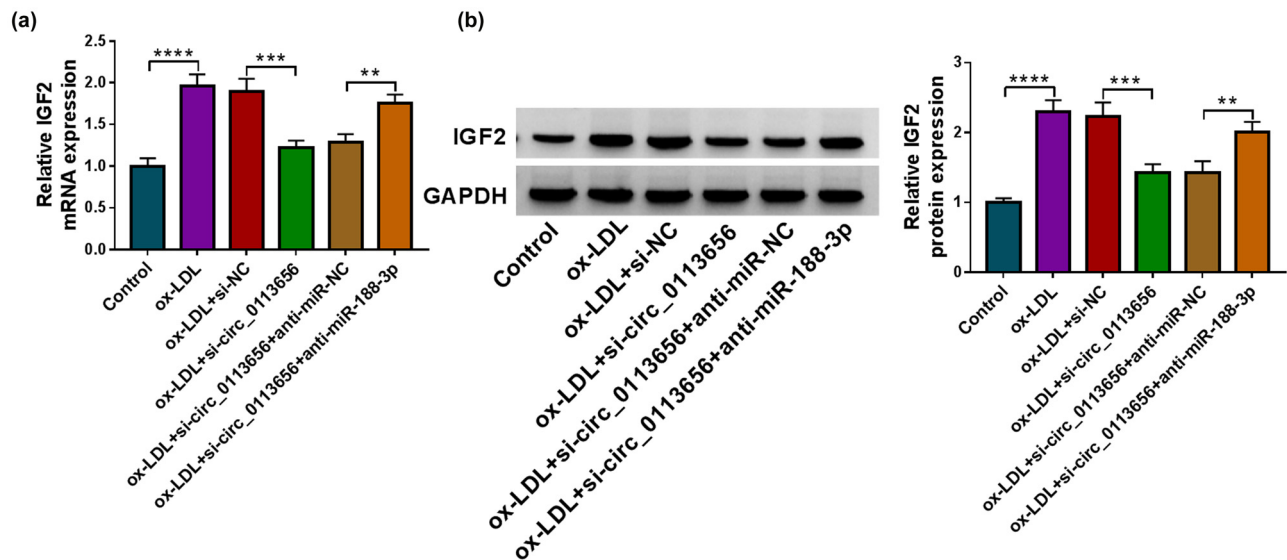 (a)
Relative IGF2
mRNA expression
2.5
2.0
1.5
1.0
0.5
0.0
****
***
**
Control
ox-LDL
ox-LDL+si-NC
ox-LDL+si-circ_0113656
ox-LDL+si-circ_0113656+anti-miR-NC
ox-LDL+si-circ_0113656+anti-miR-188-3p
(b)
IGF2
GAPDH
Control
ox-LDL
ox-LDL+si-NC
ox-LDL+si-circ_0113656
ox-LDL+si-circ_0113656+anti-miR-NC
ox-LDL+si-circ_0113656+anti-miR-188-3p
Relative IGF2
protein expression
3
2
1
0
****
***
**
Control
ox-LDL
ox-LDL+si-NC
ox-LDL+si-circ_0113656
ox-LDL+si-circ_0113656+anti-miR-NC
ox-LDL+si-circ_0113656+anti-miR-188-3p